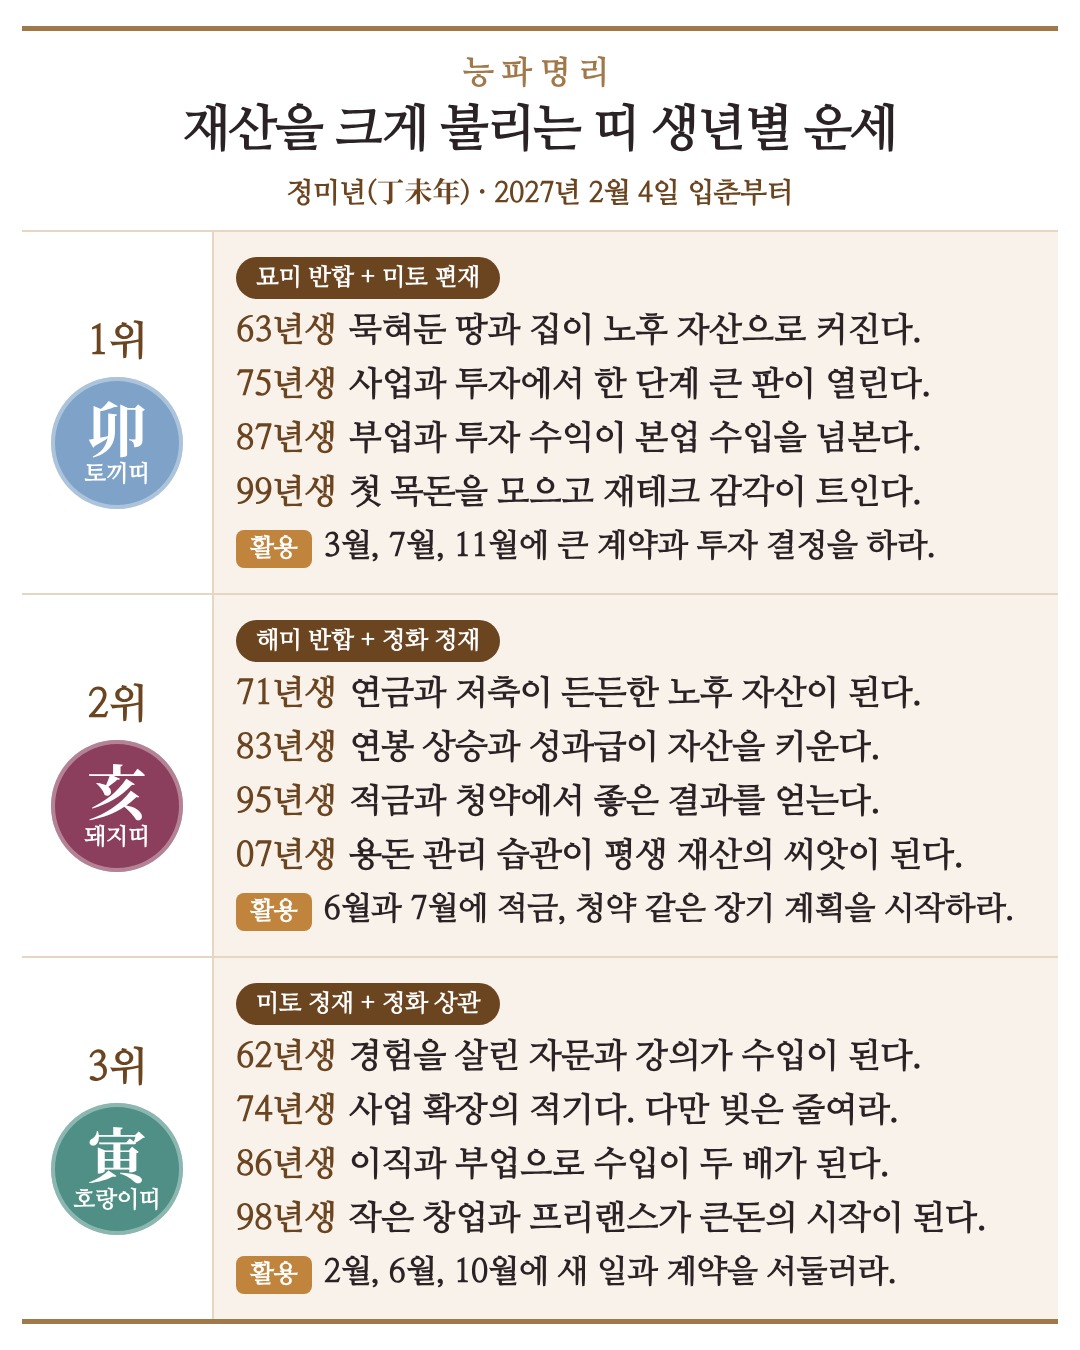 능파명리
재산을 크게 불리는 띠 생년별 운세
정미년(丁未年) · 2027년 2월 4일 입춘부터
1위
卯
토끼띠
묘미 반합 + 미토 편재
63년생 묵혀둔 땅과 집이 노후 자산으로 커진다.
75년생 사업과 투자에서 한 단계 큰 판이 열린다.
87년생 부업과 투자 수익이 본업 수입을 넘본다.
99년생 첫 목돈을 모으고 재테크 감각이 트인다.
활용 3월, 7월, 11월에 큰 계약과 투자 결정을 하라.
2위
亥
돼지띠
해미 반합 + 정화 정재
71년생 연금과 저축이 든든한 노후 자산이 된다.
83년생 연봉 상승과 성과급이 자산을 키운다.
95년생 적금과 청약에서 좋은 결과를 얻는다.
07년생 용돈 관리 습관이 평생 재산의 씨앗이 된다.
활용 6월과 7월에 적금, 청약 같은 장기 계획을 시작하라.
3위
寅
호랑이띠
미토 정재 + 정화 상관
62년생 경험을 살린 자문과 강의가 수입이 된다.
74년생 사업 확장의 적기다. 다만 빚은 줄여라.
86년생 이직과 부업으로 수입이 두 배가 된다.
98년생 작은 창업과 프리랜스가 큰돈의 시작이 된다.
활용 2월, 6월, 10월에 새 일과 계약을 서둘러라.